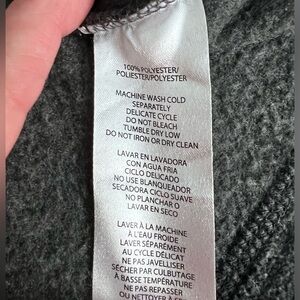 100% POLYESTER/
POLIESTER/POLYESTER
MACHINE WASH COLD
SEPARATELY
DELICATE CYCLE
DO NOT BLEACH
TUMBLE DRY LOW
DO NOT IRON OR DRY CLEAN
LAVAR EN LAVADORA
CON AGUA FRIA
CICLO DELICADO
NO USE BLANQUEADOR
SECADORA CICLO SUAVE
NO PLANCHAR O
LAVAR EN SECO
LAVER À LA MACHINE
À L'EAU FROIDE
LAVER SÉPARÉMENT
AU CYCLE DÉLICAT
NE PAS JAVELLISER
SÉCHER PAR CULBUTAGE
À BASSE TEMPÉRATURE
NE PAS REPASSER
OU NETTOYER À SEC